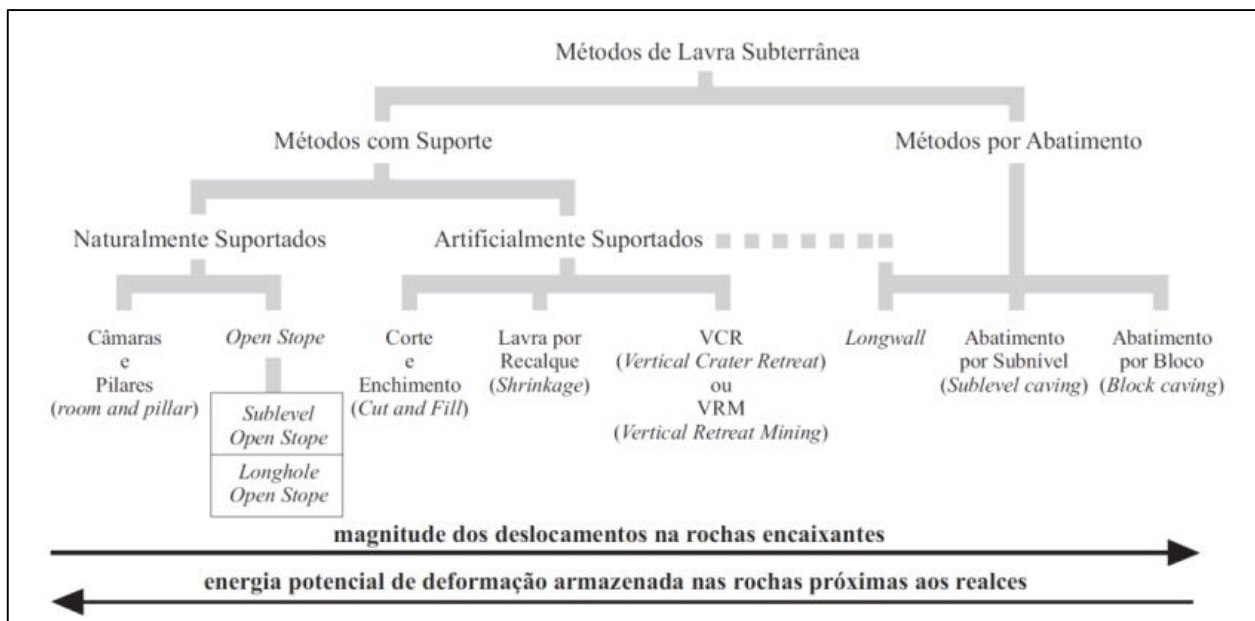 Métodos de Lavra Subterrânea
Métodos com Suporte
Métodos por Abatimento
Naturalmente Suportados
Artificialmente Suportados
Câmaras
e
Pilares
(room and pillar)
Open Stope
Sublevel
Open Stope
Longhole
Open Stope
Corte
e
Enchimento
(Cut and Fill)
Lavra por
Recalque
(Shrinkage)
VCR
(Vertical Crater Retreat)
ou
VRM
(Vertical Retreat Mining)
Longwall
Abatimento
por Subnível
(Sublevel caving)
Abatimento
por Bloco
(Block caving)
magnitude dos deslocamentos na rochas encaixantes
energia potencial de deformação armazenada nas rochas próximas aos realces